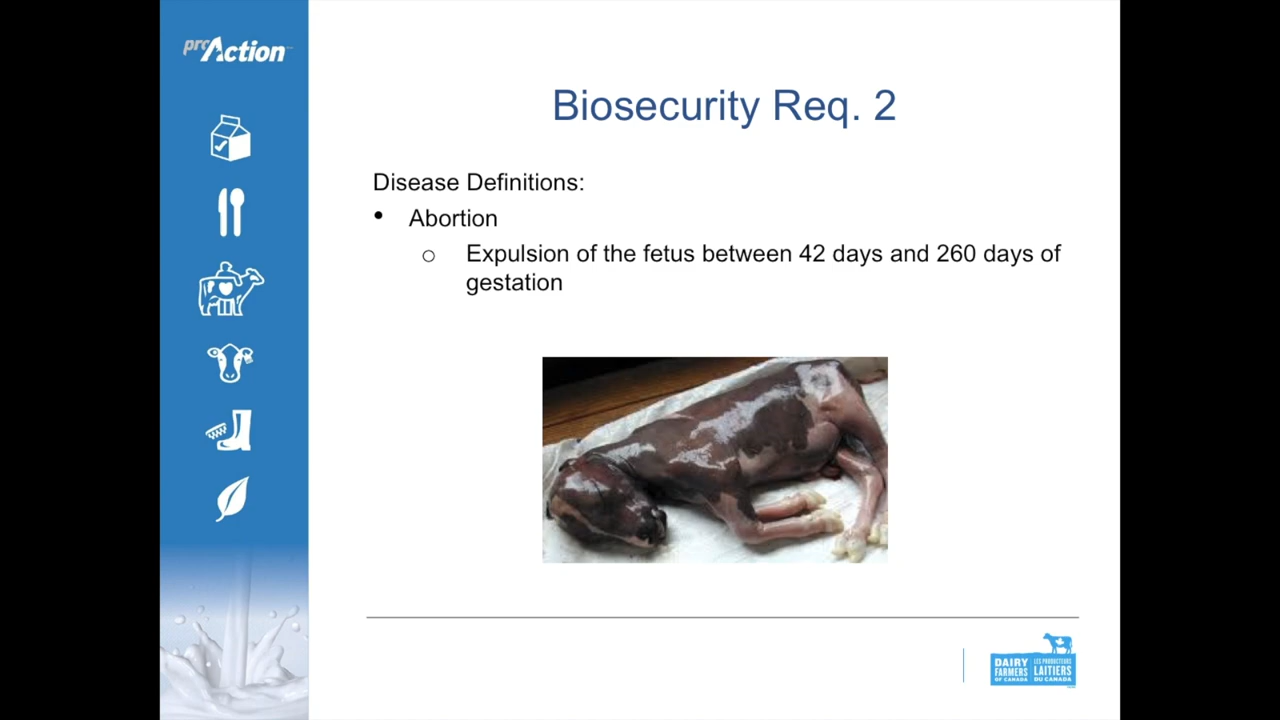 proAction
Biosecurity Req. 2
Disease Definitions:
• Abortion
o Expulsion of the fetus between 42 days and 260 days of
gestation
DAIRY
FARMERS
OF CANADA
LES PRODUCTEURS
LAITIERS
DU CANADA